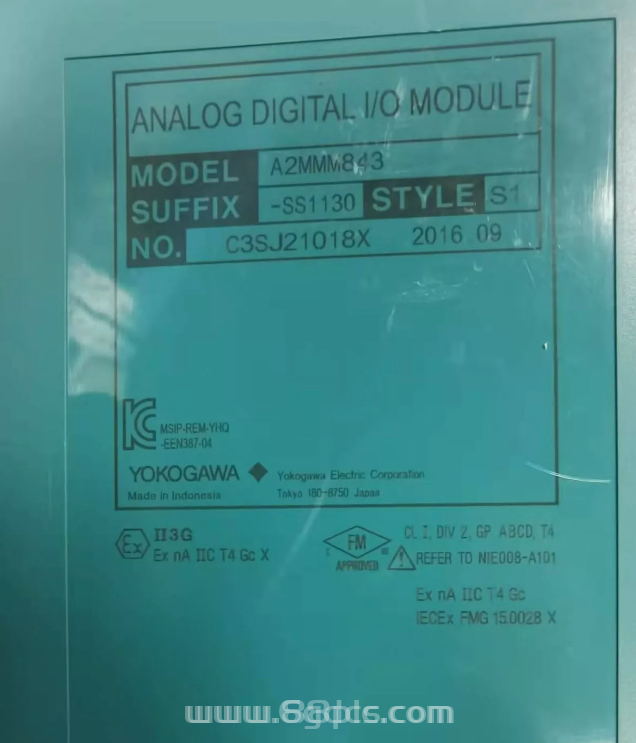 ANALOG DIGITAL I/O MODULE
MODEL A2MMM843
SUFFIX -SS1130 STYLE S1
NO. C3SJ21018X 2016.09
MSIP-REM-YHQ
-EEN387-04
YOKOGAWA Yokogawa Electric Corporation
Made in Indonesia Tokyo 180-8750 Japan
Ex II3G
Ex nA IIC T4 Gc X
FM APPROVED
CL I, DIV 2, GP ABCD, T4
REFER TO NIE008-A101
Ex nA IIC T4 Gc
IECEx FMG 15.0028 X